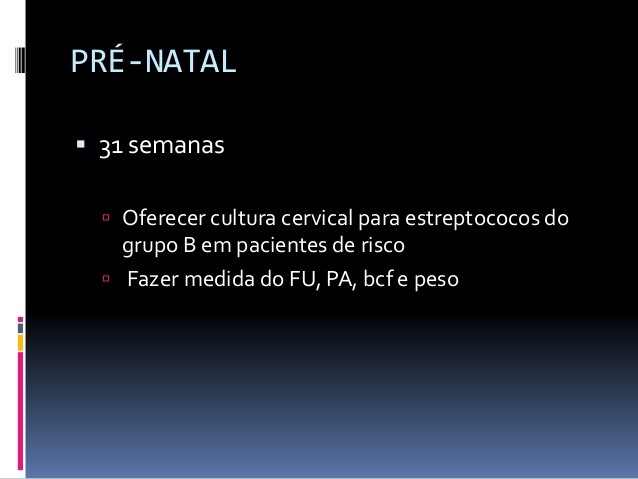 PRÉ-NATAL
31 semanas
Oferecer cultura cervical para estreptococos do
grupo B em pacientes de risco
Fazer medida do FU, PA, bcf e peso